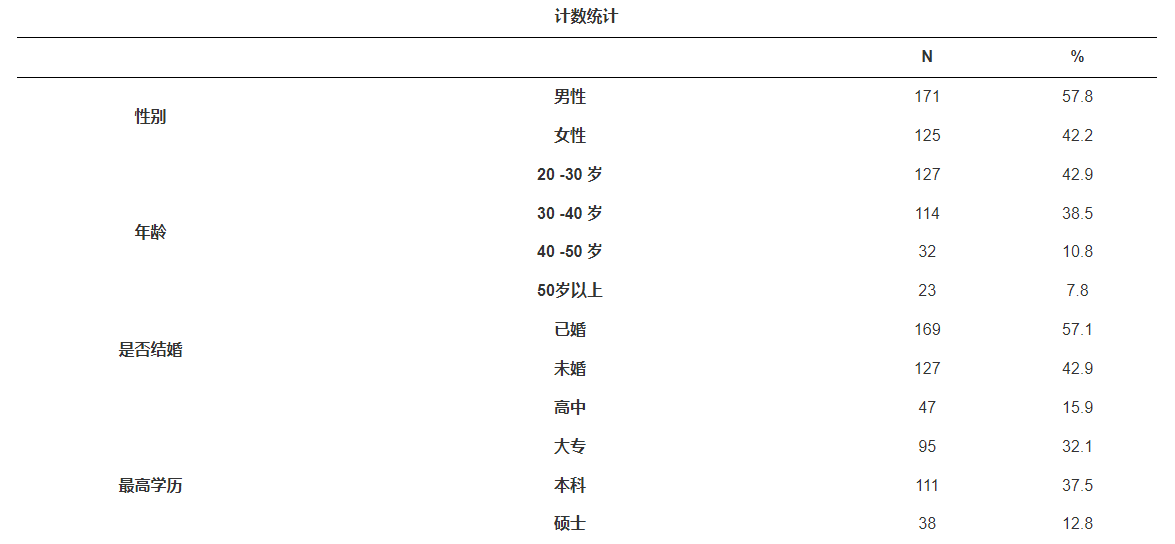 计数统计
N %
性别 男性 171 57.8
女性 125 42.2
年龄 20 -30 岁 127 42.9
30 -40 岁 114 38.5
40 -50 岁 32 10.8
50岁以上 23 7.8
是否结婚 已婚 169 57.1
未婚 127 42.9
最高学历 高中 47 15.9
大专 95 32.1
本科 111 37.5
硕士 38 12.8